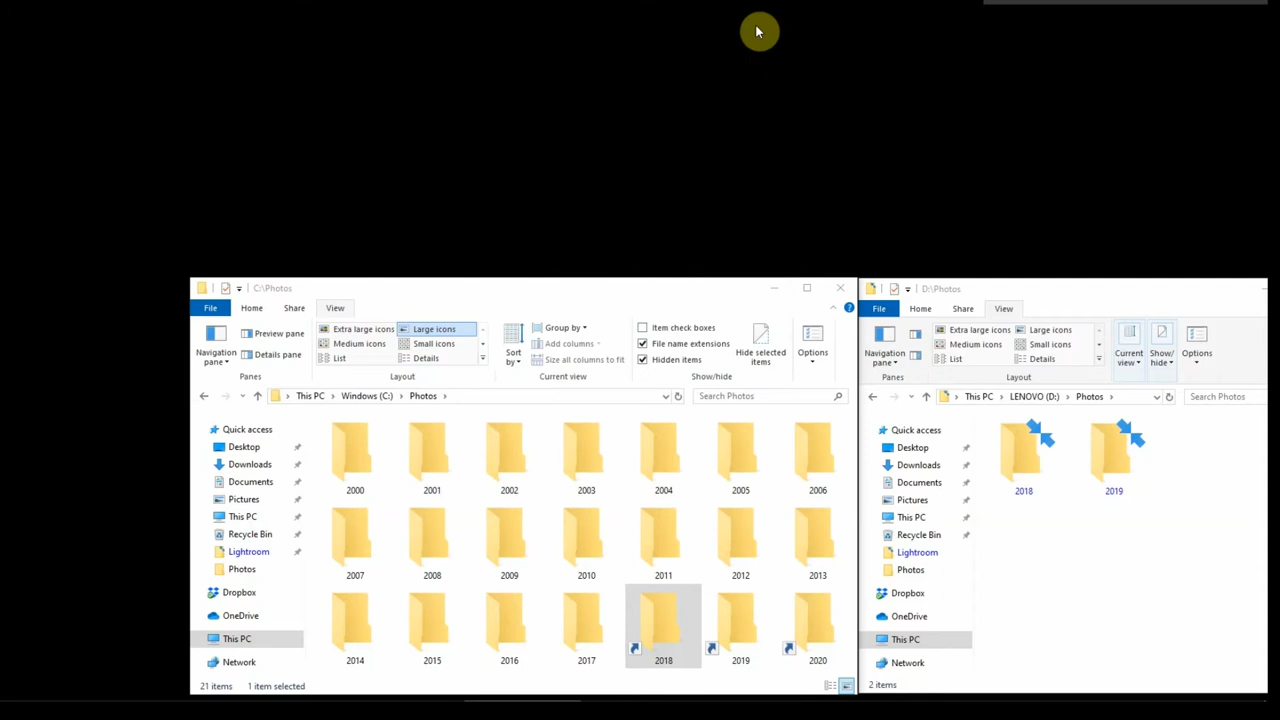 C:\Photos
File Home Share View
Navigation pane
Preview pane
Details pane
Panes
Extra large icons Large icons
Medium icons Small icons
List Details
Layout
Sort by
Group by
Add columns
Size all columns to fit
Current view
Item check boxes
File name extensions
Hidden items
Hide selected items
Show/hide
Options
This PC Windows (C:) Photos
Search Photos
Quick access
Desktop
Downloads
Documents
Pictures
This PC
Recycle Bin
Lightroom
Photos
Dropbox
OneDrive
This PC
Network
2000 2001 2002 2003 2004 2005 2006
2007 2008 2009 2010 2011 2012 2013
2014 2015 2016 2017 2018 2019 2020
21 items 1 item selected
D:\Photos
File Home Share View
Navigation pane
Panes
Extra large icons Large icons
Medium icons Small icons
List Details
Layout
Current view
Show/ hide
Options
This PC LENOVO (D:) Photos
Search Photos
Quick access
Desktop
Downloads
Documents
Pictures
This PC
Recycle Bin
Lightroom
Photos
Dropbox
OneDrive
This PC
Network
2018 2019
2 items